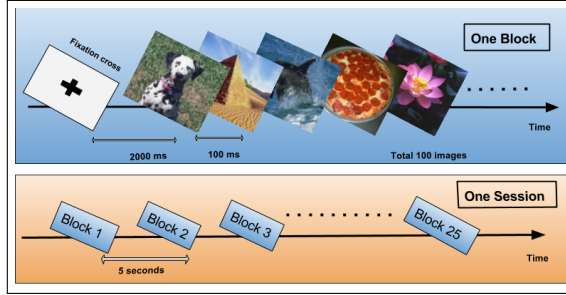 One Block
Fixation cross
Time
2000 ms
100 ms
Total 100 images
One Session
Block 1
Block 2
Block 3
Block 25
Time
5 seconds